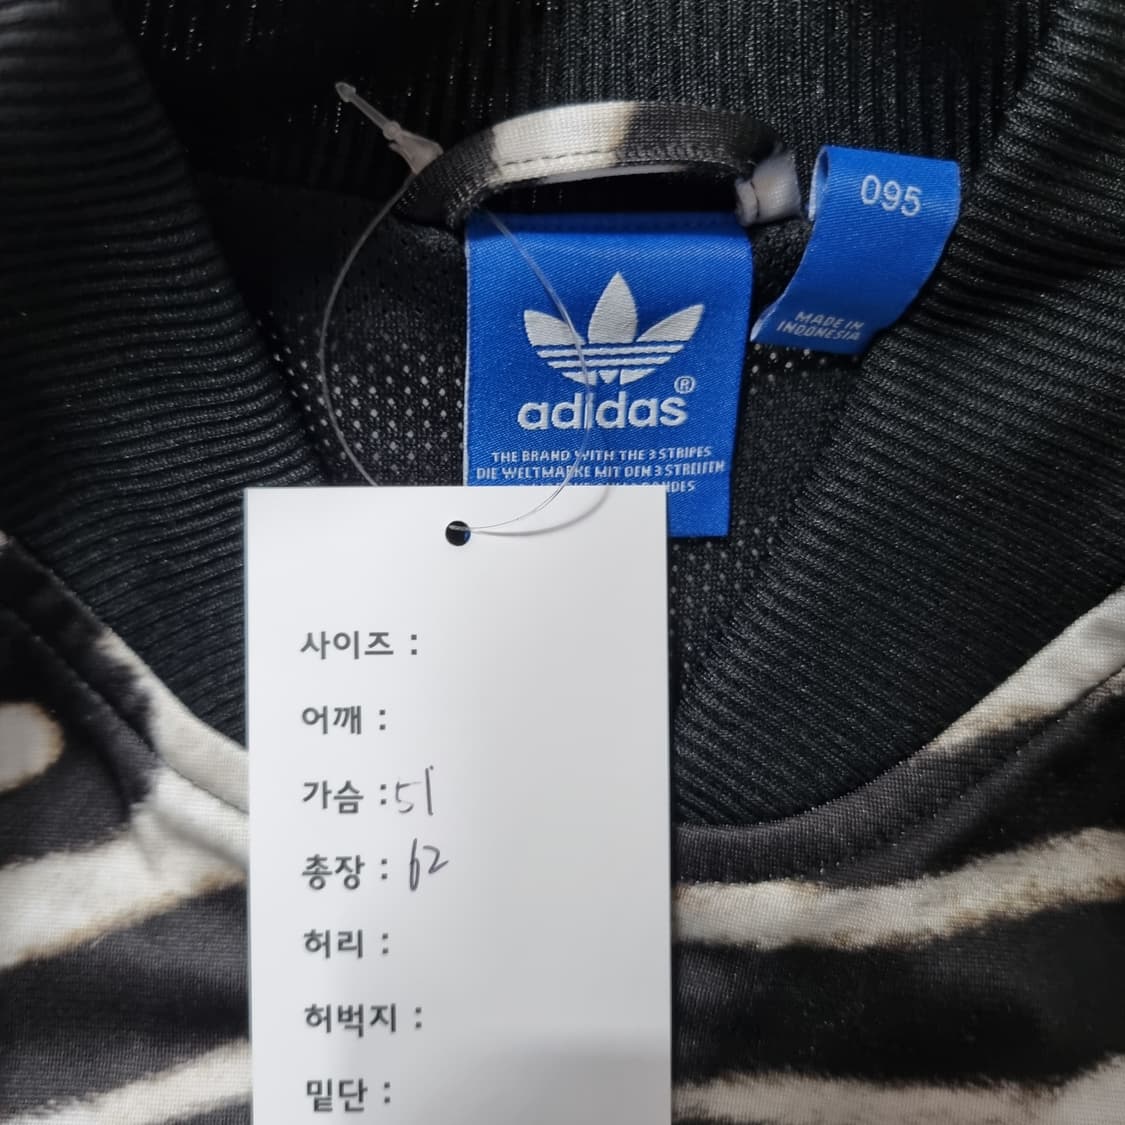 095
MADE IN
INDONESIA
adidas®
THE BRAND WITH THE 3 STRIPES
DIE WELTMARKE MIT DEN 3 STREIFEN
사이즈 :
어깨 :
가슴 : 51
총장 : 62
허리 :
허벅지 :
밑단 :